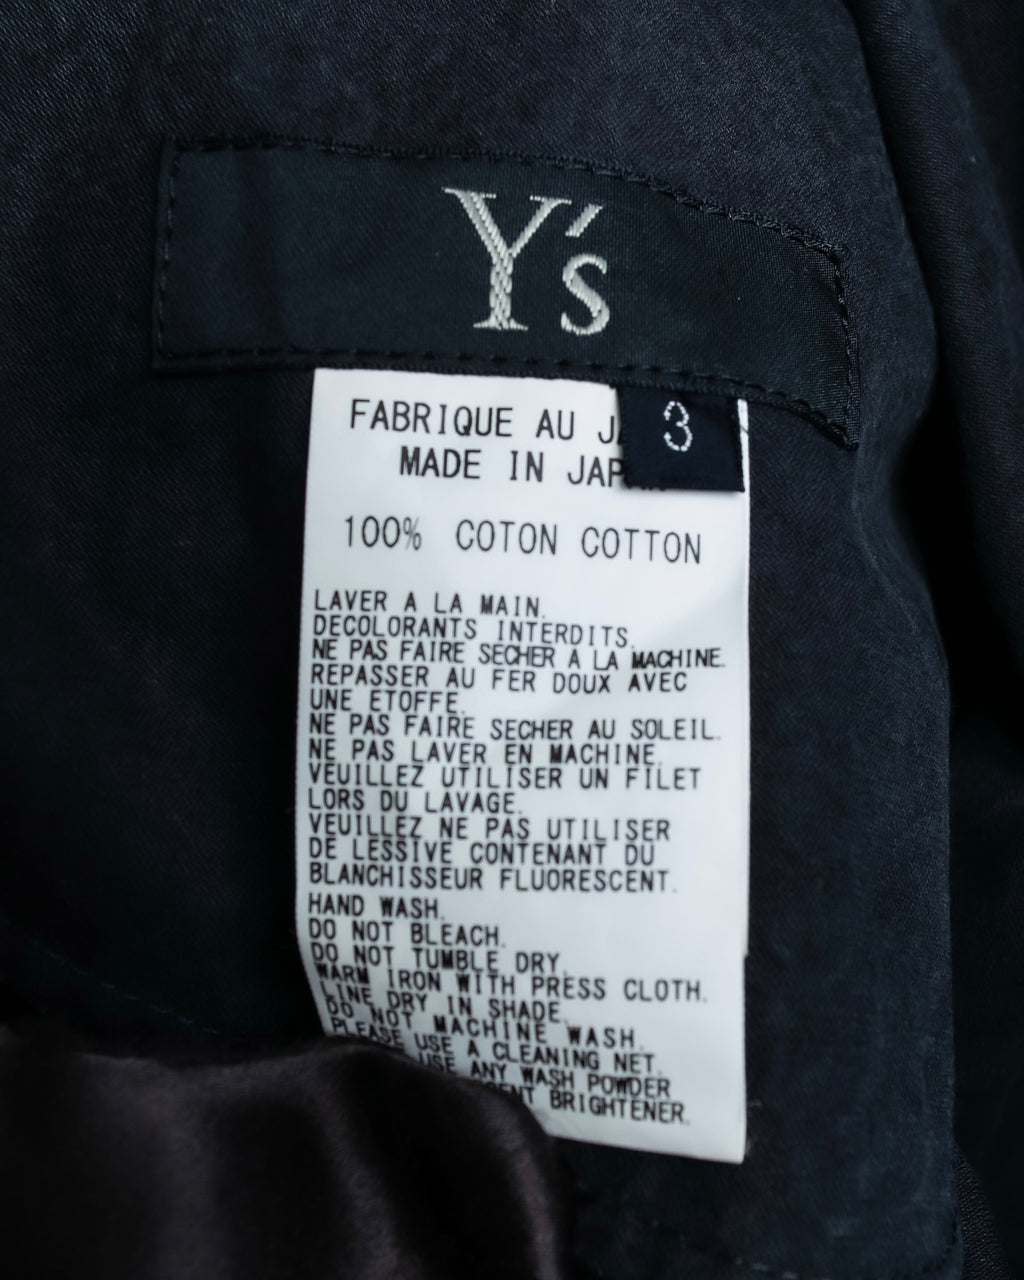 Y's
3
FABRIQUE AU
MADE IN
100% COTON COTTON
LAVER A LA MAIN.
DECOLORANTS INTERDITS.
NE PAS FAIRE SECHER A LA MACHINE.
REPASSER AU FER DOUX AVEC
UNE ETOFFE.
NE PAS FAIRE SECHER AU SOLEIL.
NE PAS LAVER EN MACHINE.
VEUILLEZ UTILISER UN FILET
LORS DU LAVAGE.
VEUILLEZ NE PAS UTILISER
DE LESSIVE CONTENANT DU
BLANCHISSEUR FLUORESCENT.
HAND WASH.
DO NOT BLEACH.
DO NOT TUMBLE DRY.
WARM IRON WITH PRESS CLOTH.
LINE DRY IN SHADE.
DO NOT MACHINE WASH.
PLEASE USE A CLEANING NET.
USE ANY WASH POWDER
BRIGHTENER.